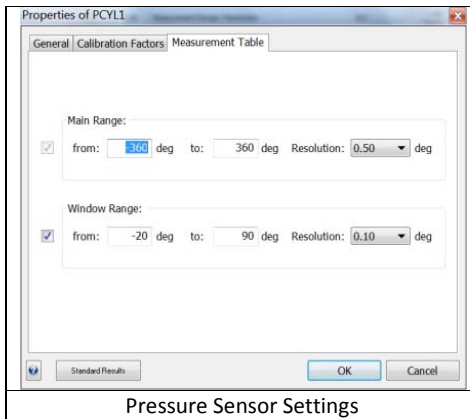 Properties of PCYL1
General Calibration Factors Measurement Table
Main Range:
from: -360 deg to: 360 deg Resolution: 0.50 deg
Window Range:
from: -20 deg to: 90 deg Resolution: 0.10 deg
Standard Results OK Cancel
Pressure Sensor Settings